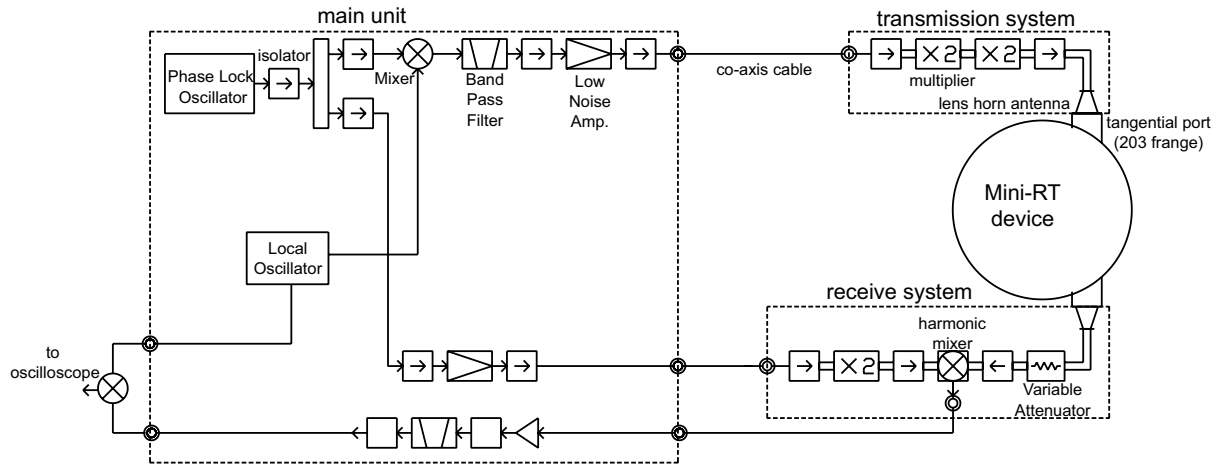 main unit
transmission system
isolator
Phase Lock
Oscillator
Mixer
Band
Pass
Filter
Low
Noise
Amp.
co-axis cable
×2
×2
multiplier
lens horn antenna
tangential port
(203 frange)
Mini-RT
device
Local
Oscillator
receive system
harmonic
mixer
to
oscilloscope
×2
Variable
Attenuator